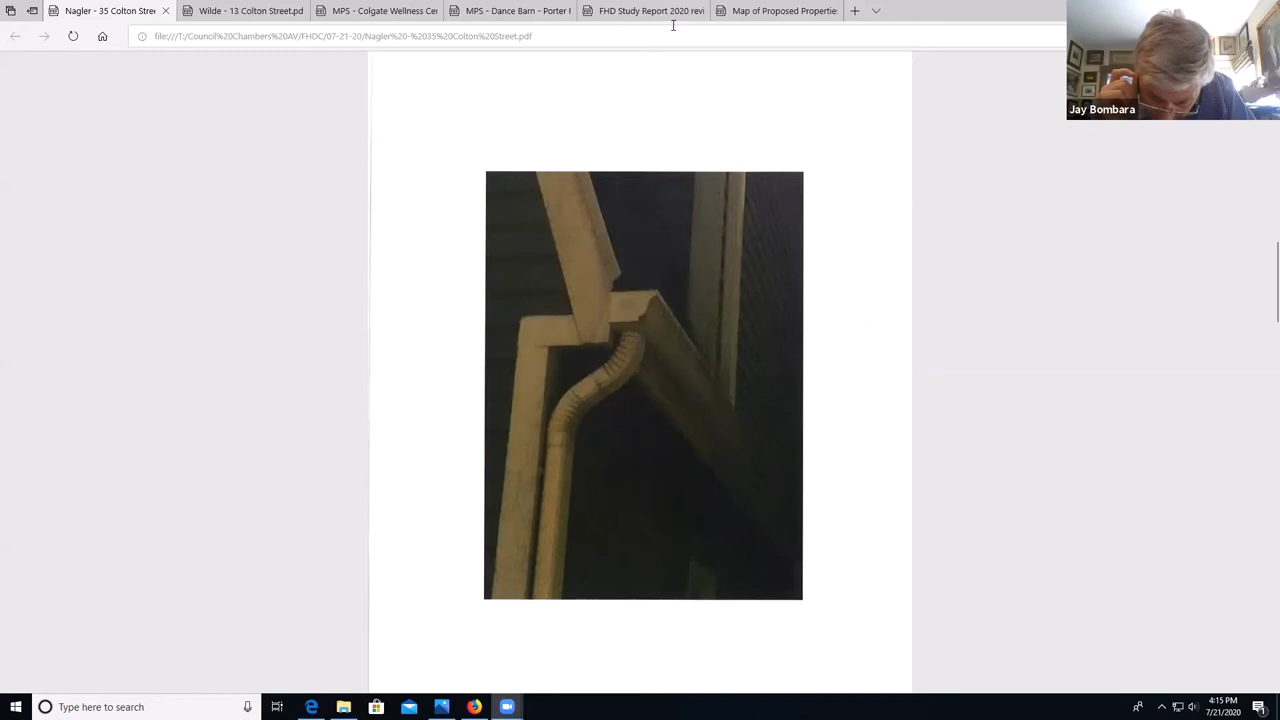 Nagler - 35 Colton Stree
Wilde - 13 Colton Street.pd
MPS - Colgate Wellness Ce
MPS - Dance Barn - Porter
FHD Study Report 2020 revi
Map of Proposed Propertie
file:///T:/Council%20Chambers%20AV/FHDC/07-21-20/Nagler%20-%2035%20Colton%20Street.pdf
Jay Bombara
Type here to search
4:15 PM
7/21/2020